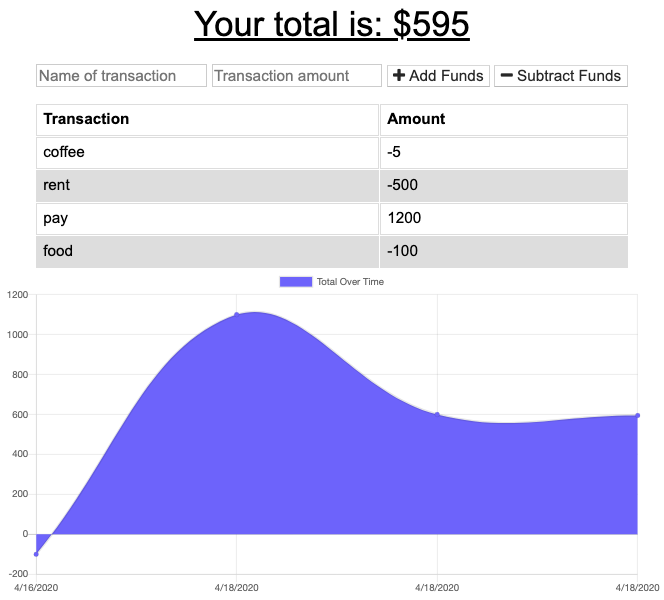 Your total is: $595
Name of transaction Transaction amount + Add Funds − Subtract Funds
Transaction Amount
coffee -5
rent -500
pay 1200
food -100
Total Over Time
1200
1000
800
600
400
200
0
-200
4/16/2020 4/18/2020 4/18/2020 4/18/2020